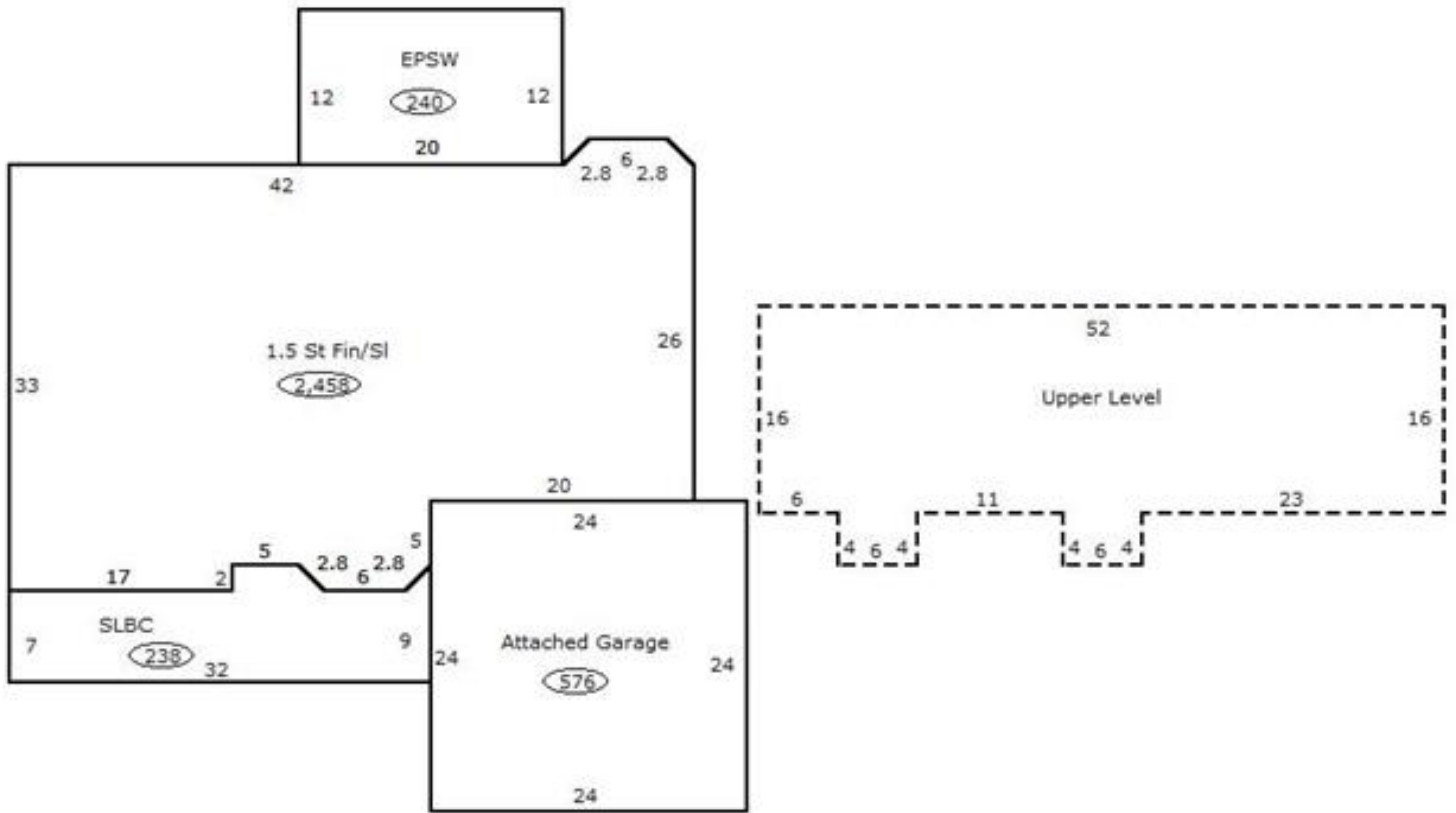 EPSW
12 240 12
20
42 2.8 6 2.8
33 1.5 St Fin/Sl 26
2,458
20
17 2 5 2.8 6 2.8 5
SLBC
7 238 32 9
24
24 Attached Garage 24
576
24
52
16 Upper Level 16
6 11 23
4 6 4 4 6 4